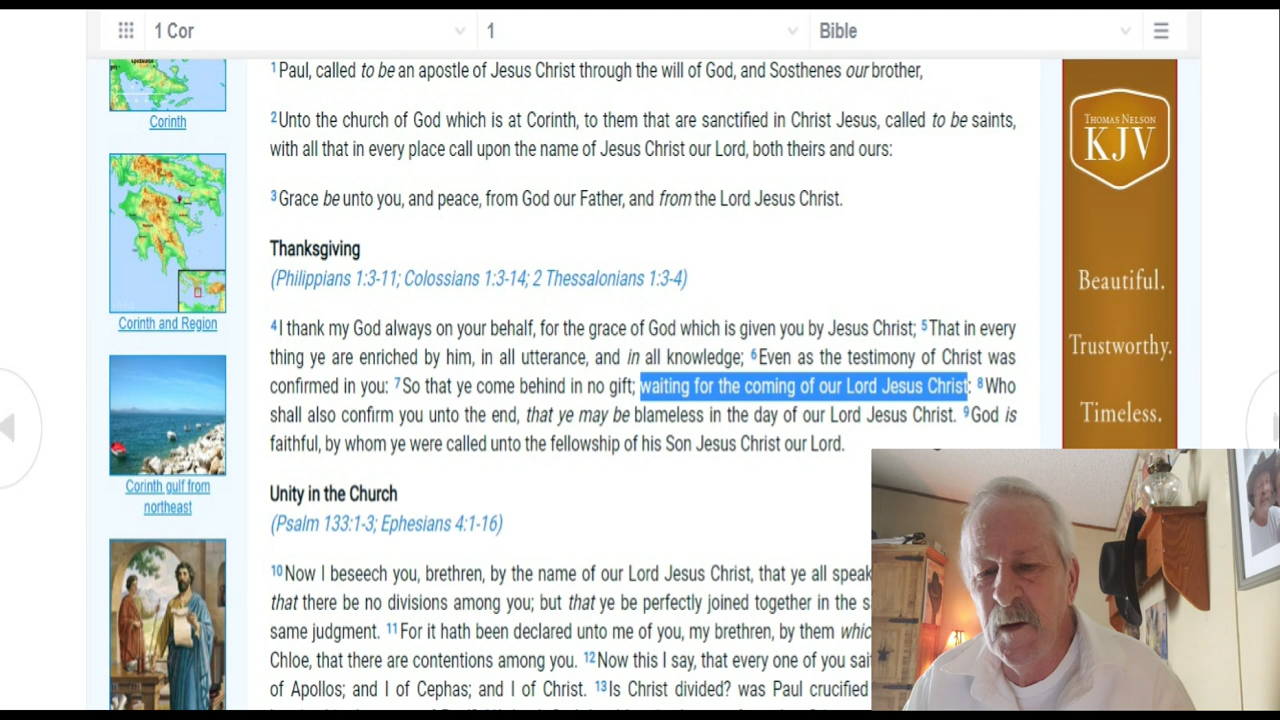 1 Cor 1 Bible
1 Paul, called to be an apostle of Jesus Christ through the will of God, and Sosthenes our brother,
2 Unto the church of God which is at Corinth, to them that are sanctified in Christ Jesus, called to be saints,
with all that in every place call upon the name of Jesus Christ our Lord, both theirs and ours:
3 Grace be unto you, and peace, from God our Father, and from the Lord Jesus Christ.
Thanksgiving
(Philippians 1:3-11; Colossians 1:3-14; 2 Thessalonians 1:3-4)
4 I thank my God always on your behalf, for the grace of God which is given you by Jesus Christ; 5 That in every
thing ye are enriched by him, in all utterance, and in all knowledge; 6 Even as the testimony of Christ was
confirmed in you: 7 So that ye come behind in no gift; waiting for the coming of our Lord Jesus Christ: 8 Who
shall also confirm you unto the end, that ye may be blameless in the day of our Lord Jesus Christ. 9 God is
faithful, by whom ye were called unto the fellowship of his Son Jesus Christ our Lord.
Unity in the Church
(Psalm 133:1-3; Ephesians 4:1-16)
10 Now I beseech you, brethren, by the name of our Lord Jesus Christ, that ye all speak
that there be no divisions among you; but that ye be perfectly joined together in the s
same judgment. 11 For it hath been declared unto me of you, my brethren, by them whic
Chloe, that there are contentions among you. 12 Now this I say, that every one of you sai
of Apollos; and I of Cephas; and I of Christ. 13 Is Christ divided? was Paul crucified
Corinth
Corinth and Region
Corinth gulf from
northeast
THOMAS NELSON
KJV
Beautiful.
Trustworthy.
Timeless.